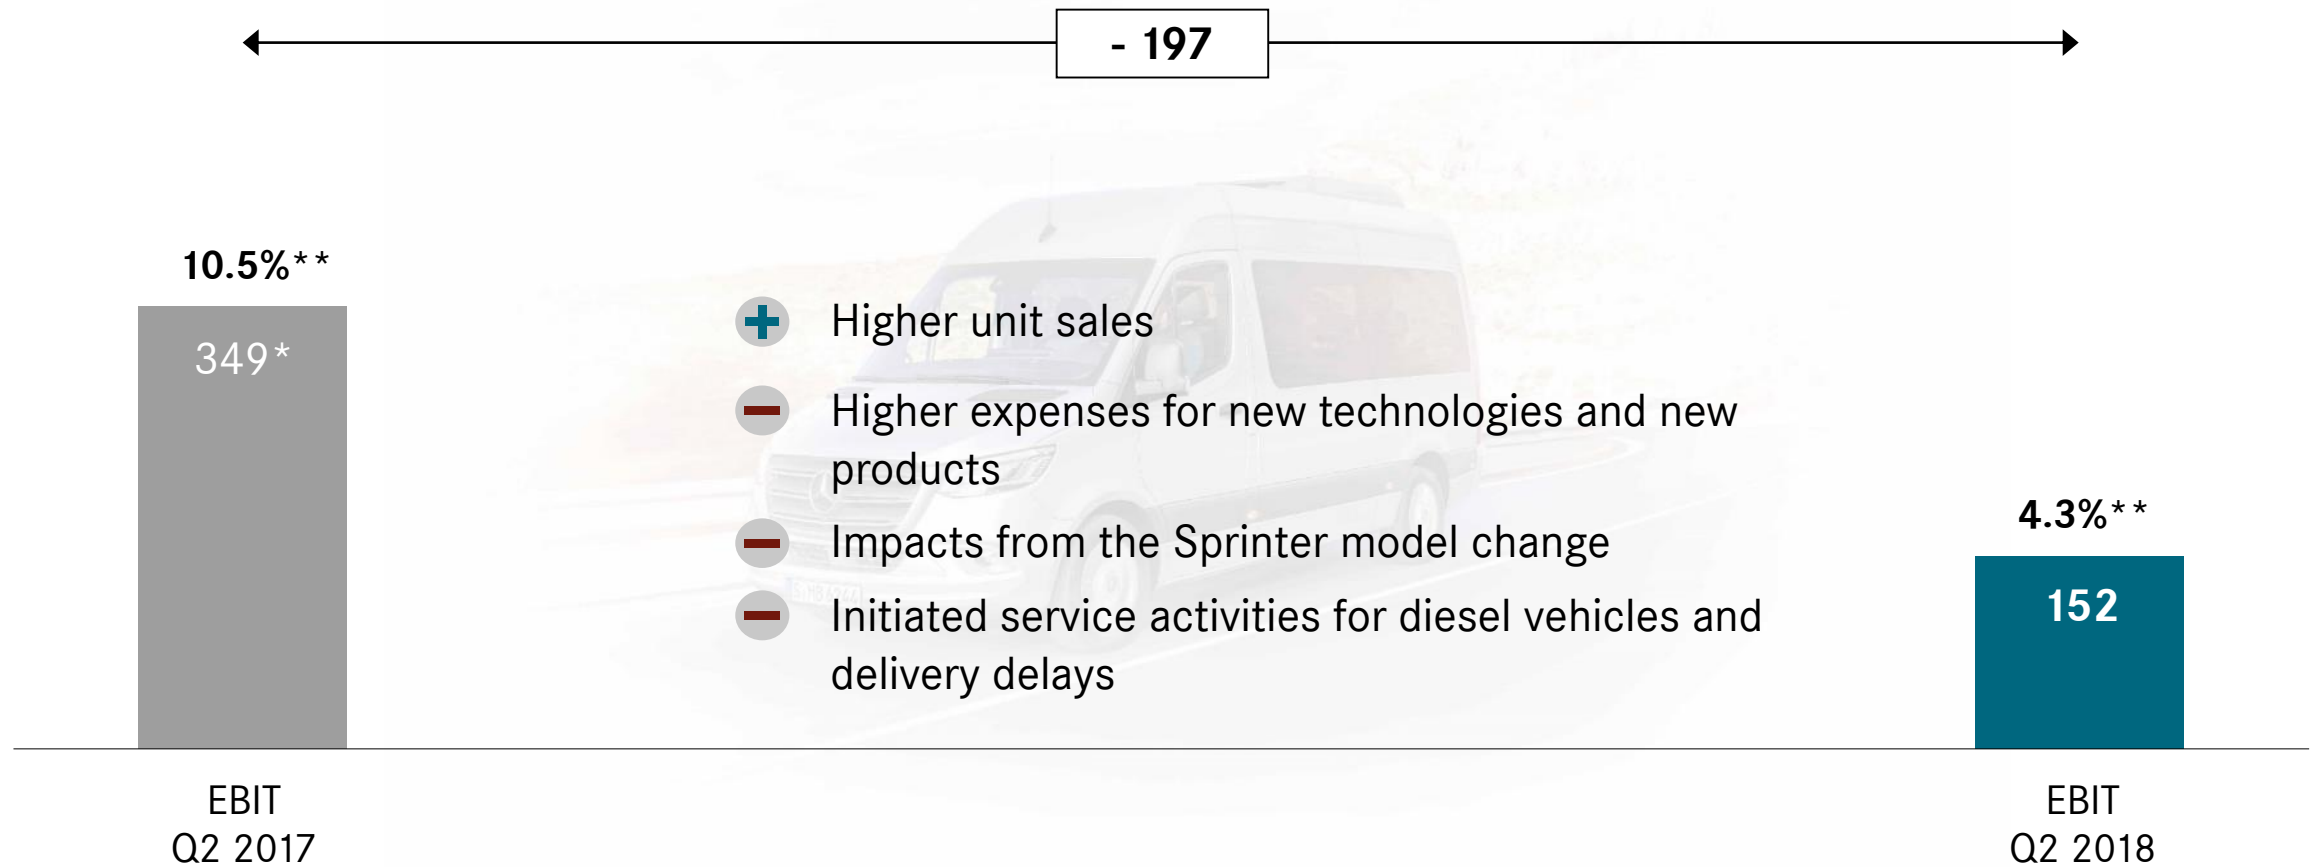 - 197
10.5%**
349*
Higher unit sales
Higher expenses for new technologies and new
products
Impacts from the Sprinter model change
Initiated service activities for diesel vehicles and
delivery delays
4.3%**
152
EBIT
Q2 2017
EBIT
Q2 2018